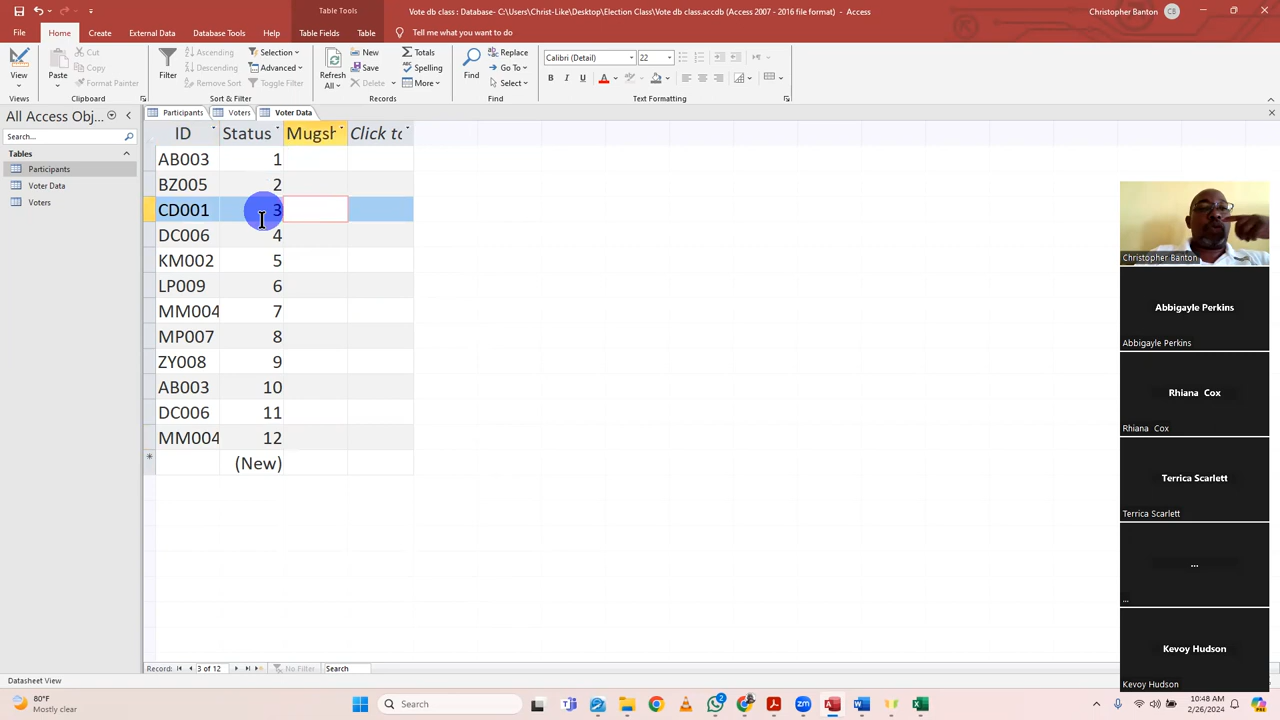 Table Tools
Vote db class : Database- C:\Users\Christ-Like\Desktop\Election Class\Vote db class.accdb (Access 2007 - 2016 file format) - Access
Christopher Banton
CB
File
Home
Create
External Data
Database Tools
Help
Table Fields
Table
Tell me what you want to do
View
Views
Paste
Cut
Copy
Format Painter
Clipboard
Filter
Ascending
Descending
Remove Sort
Selection
Advanced
Toggle Filter
Sort & Filter
Refresh
All
New
Save
Delete
Totals
Spelling
More
Records
Find
Replace
Go To
Select
Find
Calibri (Detail)
22
B
I
U
A
Text Formatting
All Access Obj...
Search...
Tables
Participants
Voter Data
Voters
Participants
Voters
Voter Data
ID Status Mugsh Click to
AB003 1
BZ005 2
CD001 3
DC006 4
KM002 5
LP009 6
MM004 7
MP007 8
ZY008 9
AB003 10
DC006 11
MM004 12
(New)
Record:
3 of 12
No Filter
Search
Datasheet View
Christopher Banton
Abbigayle Perkins
Abbigayle Perkins
Rhiana Cox
Rhiana Cox
Terrica Scarlett
Terrica Scarlett
...
...
Kevoy Hudson
Kevoy Hudson
80°F
Mostly clear
Search
2
zm
10:48 AM
2/26/2024